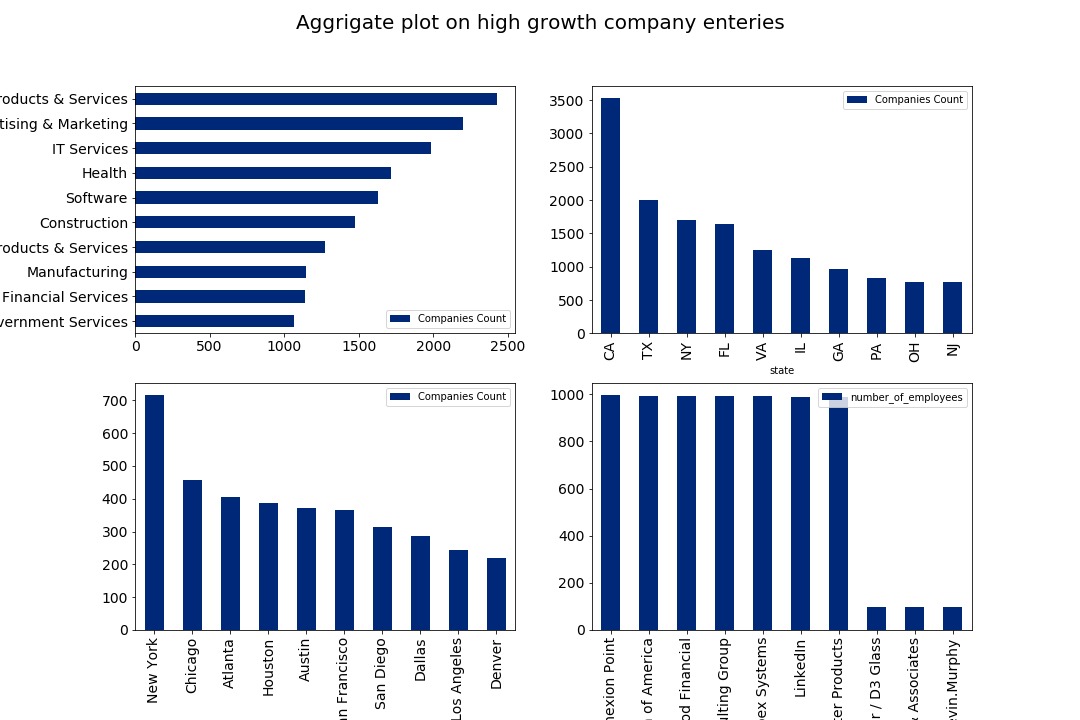 Aggrigate plot on high growth company enteries
roducts & Services
tising & Marketing
IT Services
Health
Software
Construction
roducts & Services
Manufacturing
Financial Services
vernment Services
0 500 1000 1500 2000 2500
Companies Count
3500
3000
2500
2000
1500
1000
500
0
CA TX NY FL VA IL GA PA OH NJ
state
Companies Count
700
600
500
400
300
200
100
0
New York
Chicago
Atlanta
Houston
Austin
n Francisco
San Diego
Dallas
Los Angeles
Denver
Companies Count
1000
800
600
400
200
0
nexion Point
of America
od Financial
ulting Group
ex Systems
LinkedIn
er Products
r / D3 Glass
& Associates
vin.Murphy
number_of_employees